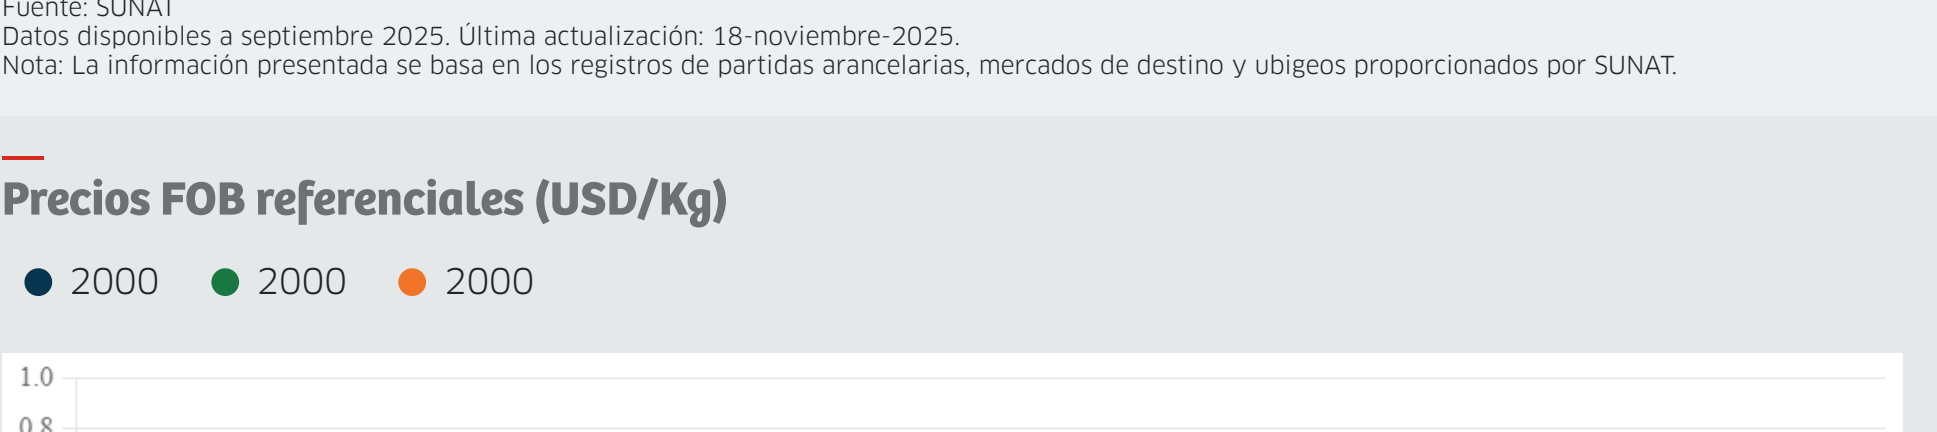 Fuente: SUNAT
Datos disponibles a septiembre 2025. Última actualización: 18-noviembre-2025.
Nota: La información presentada se basa en los registros de partidas arancelarias, mercados de destino y ubigeos proporcionados por SUNAT.
Precios FOB referenciales (USD/Kg)
2000 2000 2000
1.0
0.8